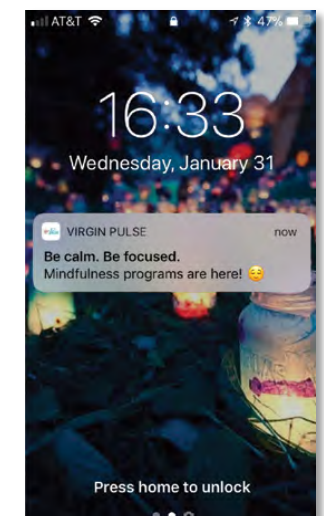 AT&T 47%
16:33
Wednesday, January 31
VIRGIN PULSE now
Be calm. Be focused.
Mindfulness programs are here! 😌
Press home to unlock